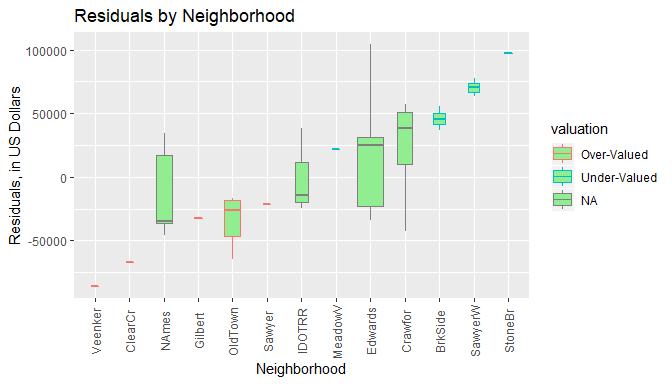 Residuals by Neighborhood
Residuals, in US Dollars
100000
50000
0
-50000
Veenker
ClearCr
NAmes
Gilbert
OldTown
Sawyer
IDOTRR
MeadowV
Edwards
Crawfor
BrkSide
SawyerW
StoneBr
Neighborhood
valuation
Over-Valued
Under-Valued
NA